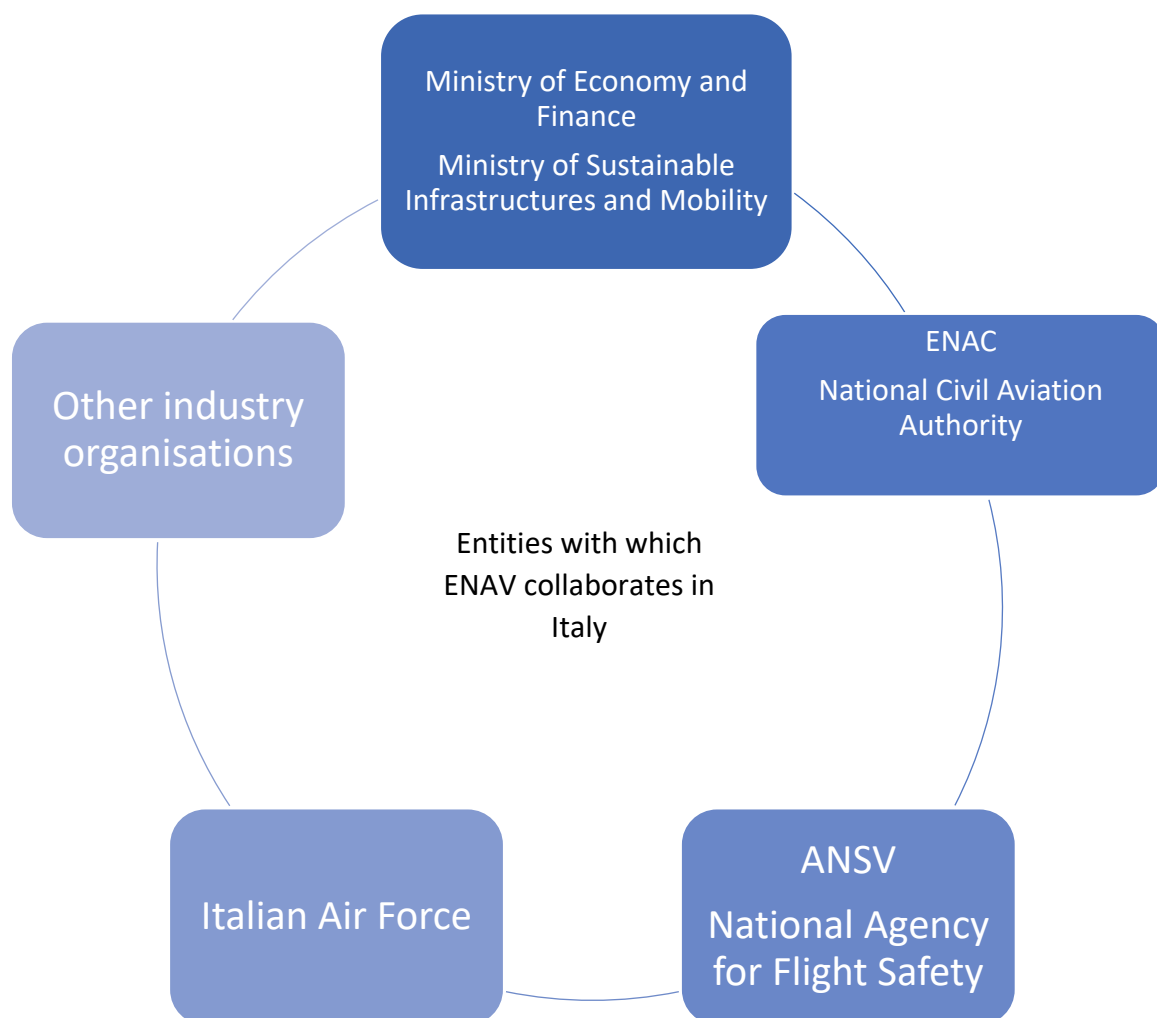 Ministry of Economy and
Finance
Ministry of Sustainable
Infrastructures and Mobility
ENAC
National Civil Aviation
Authority
Other industry
organisations
Entities with which
ENAV collaborates in
Italy
Italian Air Force
ANSV
National Agency
for Flight Safety